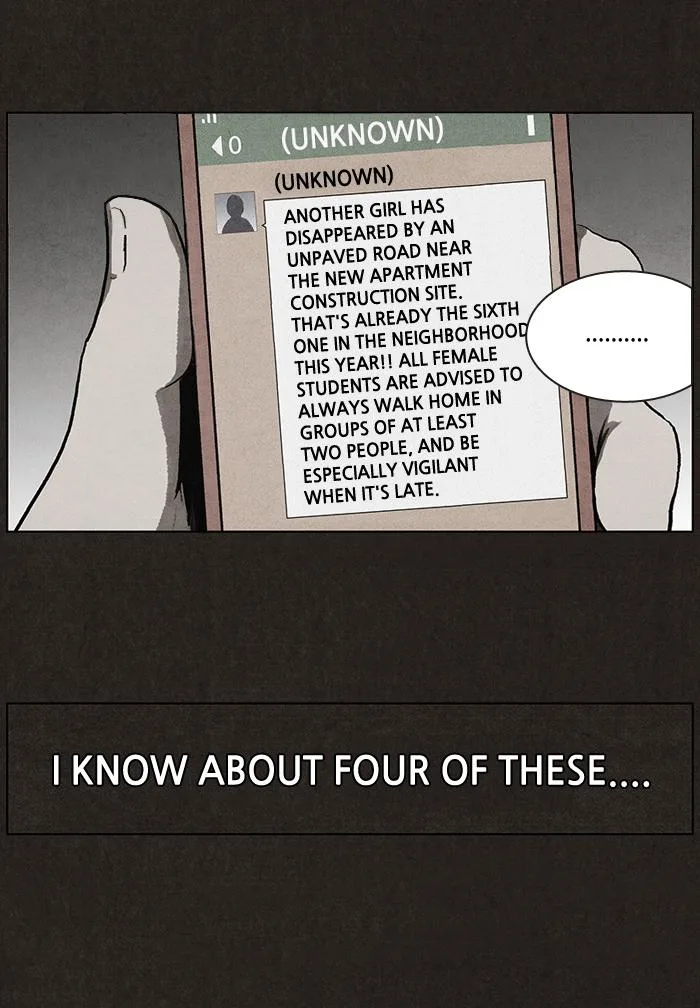 0
(UNKNOWN)
(UNKNOWN)
ANOTHER GIRL HAS
DISAPPEARED BY AN
UNPAVED ROAD NEAR
THE NEW APARTMENT
CONSTRUCTION SITE.
THAT'S ALREADY THE SIXTH
ONE IN THE NEIGHBORHOOD
THIS YEAR!! ALL FEMALE
STUDENTS ARE ADVISED TO
ALWAYS WALK HOME IN
GROUPS OF AT LEAST
TWO PEOPLE, AND BE
ESPECIALLY VIGILANT
WHEN IT'S LATE.
..........
I KNOW ABOUT FOUR OF THESE....